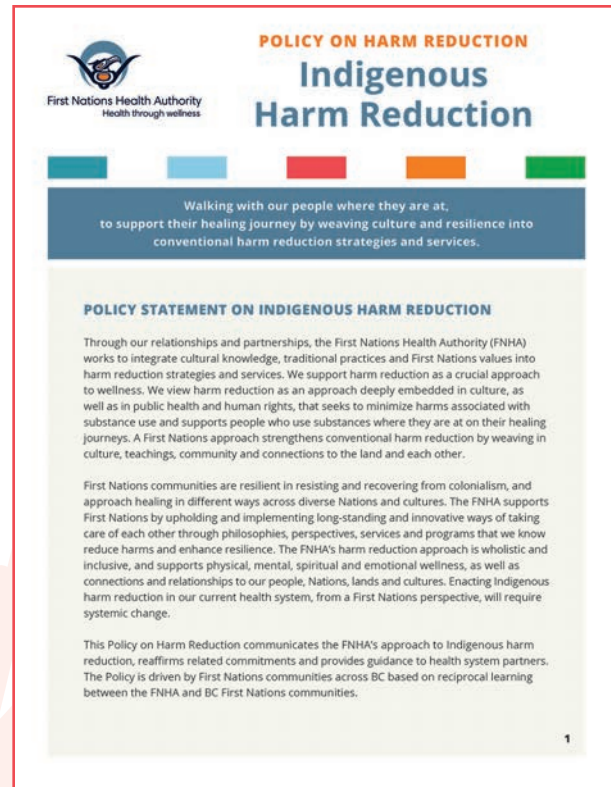 First Nations Health Authority
Health through wellness
POLICY ON HARM REDUCTION
Indigenous
Harm Reduction
Walking with our people where they are at,
to support their healing journey by weaving culture and resilience into
conventional harm reduction strategies and services.
POLICY STATEMENT ON INDIGENOUS HARM REDUCTION
Through our relationships and partnerships, the First Nations Health Authority (FNHA)
works to integrate cultural knowledge, traditional practices and First Nations values into
harm reduction strategies and services. We support harm reduction as a crucial approach
to wellness. We view harm reduction as an approach deeply embedded in culture, as
well as in public health and human rights, that seeks to minimize harms associated with
substance use and supports people who use substances where they are at on their healing
journeys. A First Nations approach strengthens conventional harm reduction by weaving in
culture, teachings, community and connections to the land and each other.
First Nations communities are resilient in resisting and recovering from colonialism, and
approach healing in different ways across diverse Nations and cultures. The FNHA supports
First Nations by upholding and implementing long-standing and innovative ways of taking
care of each other through philosophies, perspectives, services and programs that we know
reduce harms and enhance resilience. The FNHA's harm reduction approach is wholistic and
inclusive, and supports physical, mental, spiritual and emotional wellness, as well as
connections and relationships to our people, Nations, lands and cultures. Enacting Indigenous
harm reduction in our current health system, from a First Nations perspective, will require
systemic change.
This Policy on Harm Reduction communicates the FNHA's approach to Indigenous harm
reduction, reaffirms related commitments and provides guidance to health system partners.
The Policy is driven by First Nations communities across BC based on reciprocal learning
between the FNHA and BC First Nations communities.
1